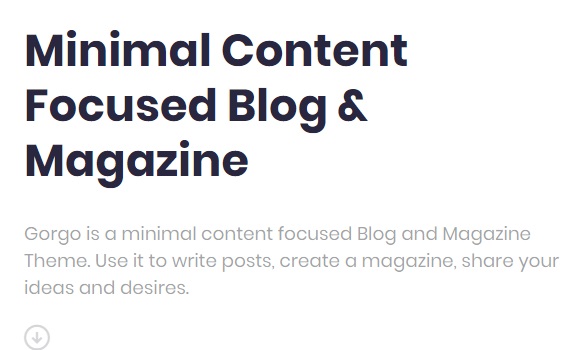 Minimal Content
Focused Blog &
Magazine
Gorgo is a minimal content focused Blog and Magazine
Theme. Use it to write posts, create a magazine, share your
ideas and desires.